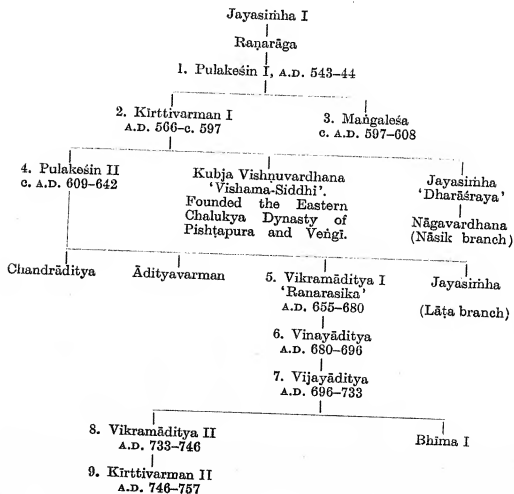 Jayasiṁha I
Raṇarāga
1. Pulakeśin I, A.D. 543–44
2. Kīrttivarman I
A.D. 566–c. 597
3. Maṅgaleśa
c. A.D. 597–608
4. Pulakeśin II
c. A.D. 609–642
Kubja Vishṇuvardhana
'Vishama-Siddhi'.
Founded the Eastern
Chalukya Dynasty of
Pishṭapura and Veṅgī.
Jayasiṁha
'Dharāśraya'
Nāgavardhana
(Nāsik branch)
Chandrāditya
Ādityavarman
5. Vikramāditya I
'Ranarasika'
A.D. 655–680
Jayasiṁha
(Lāṭa branch)
6. Vinayāditya
A.D. 680–696
7. Vijayāditya
A.D. 696–733
8. Vikramāditya II
A.D. 733–746
Bhīma I
9. Kīrttivarman II
A.D. 746–757